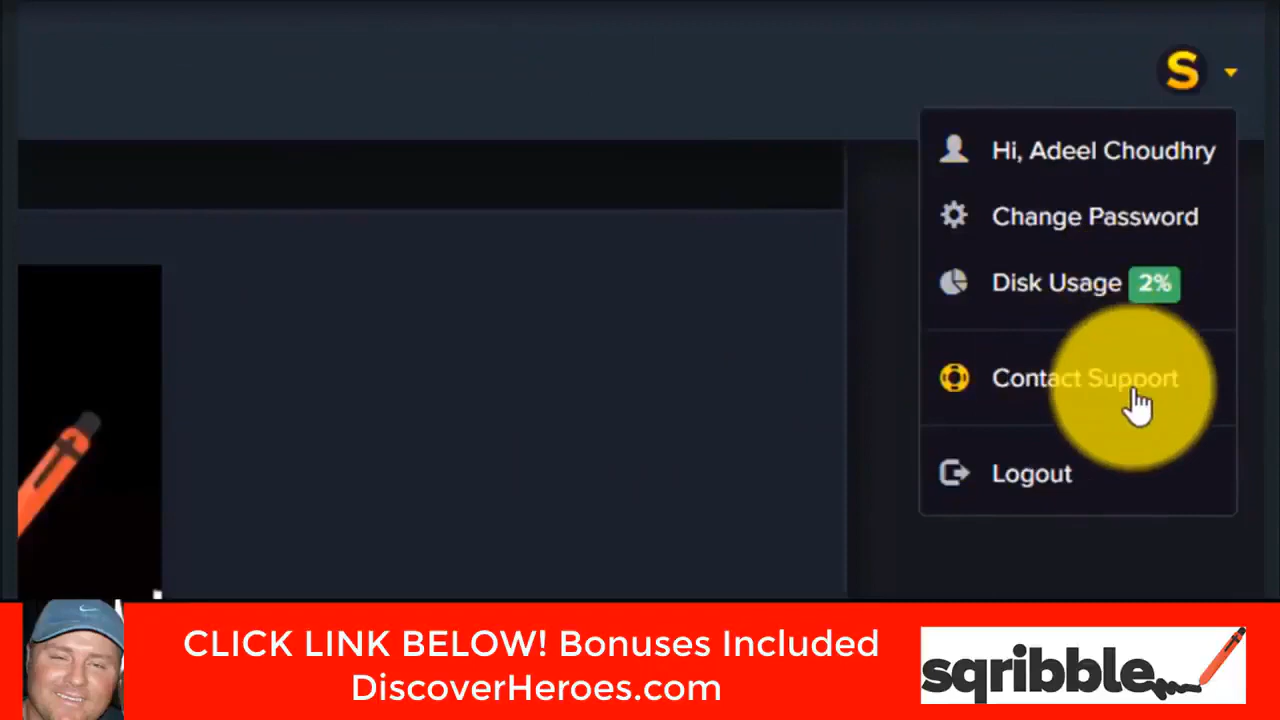 S
Hi, Adeel Choudhry
Change Password
Disk Usage 2%
Contact Support
Logout
CLICK LINK BELOW! Bonuses Included
DiscoverHeroes.com
sqribble